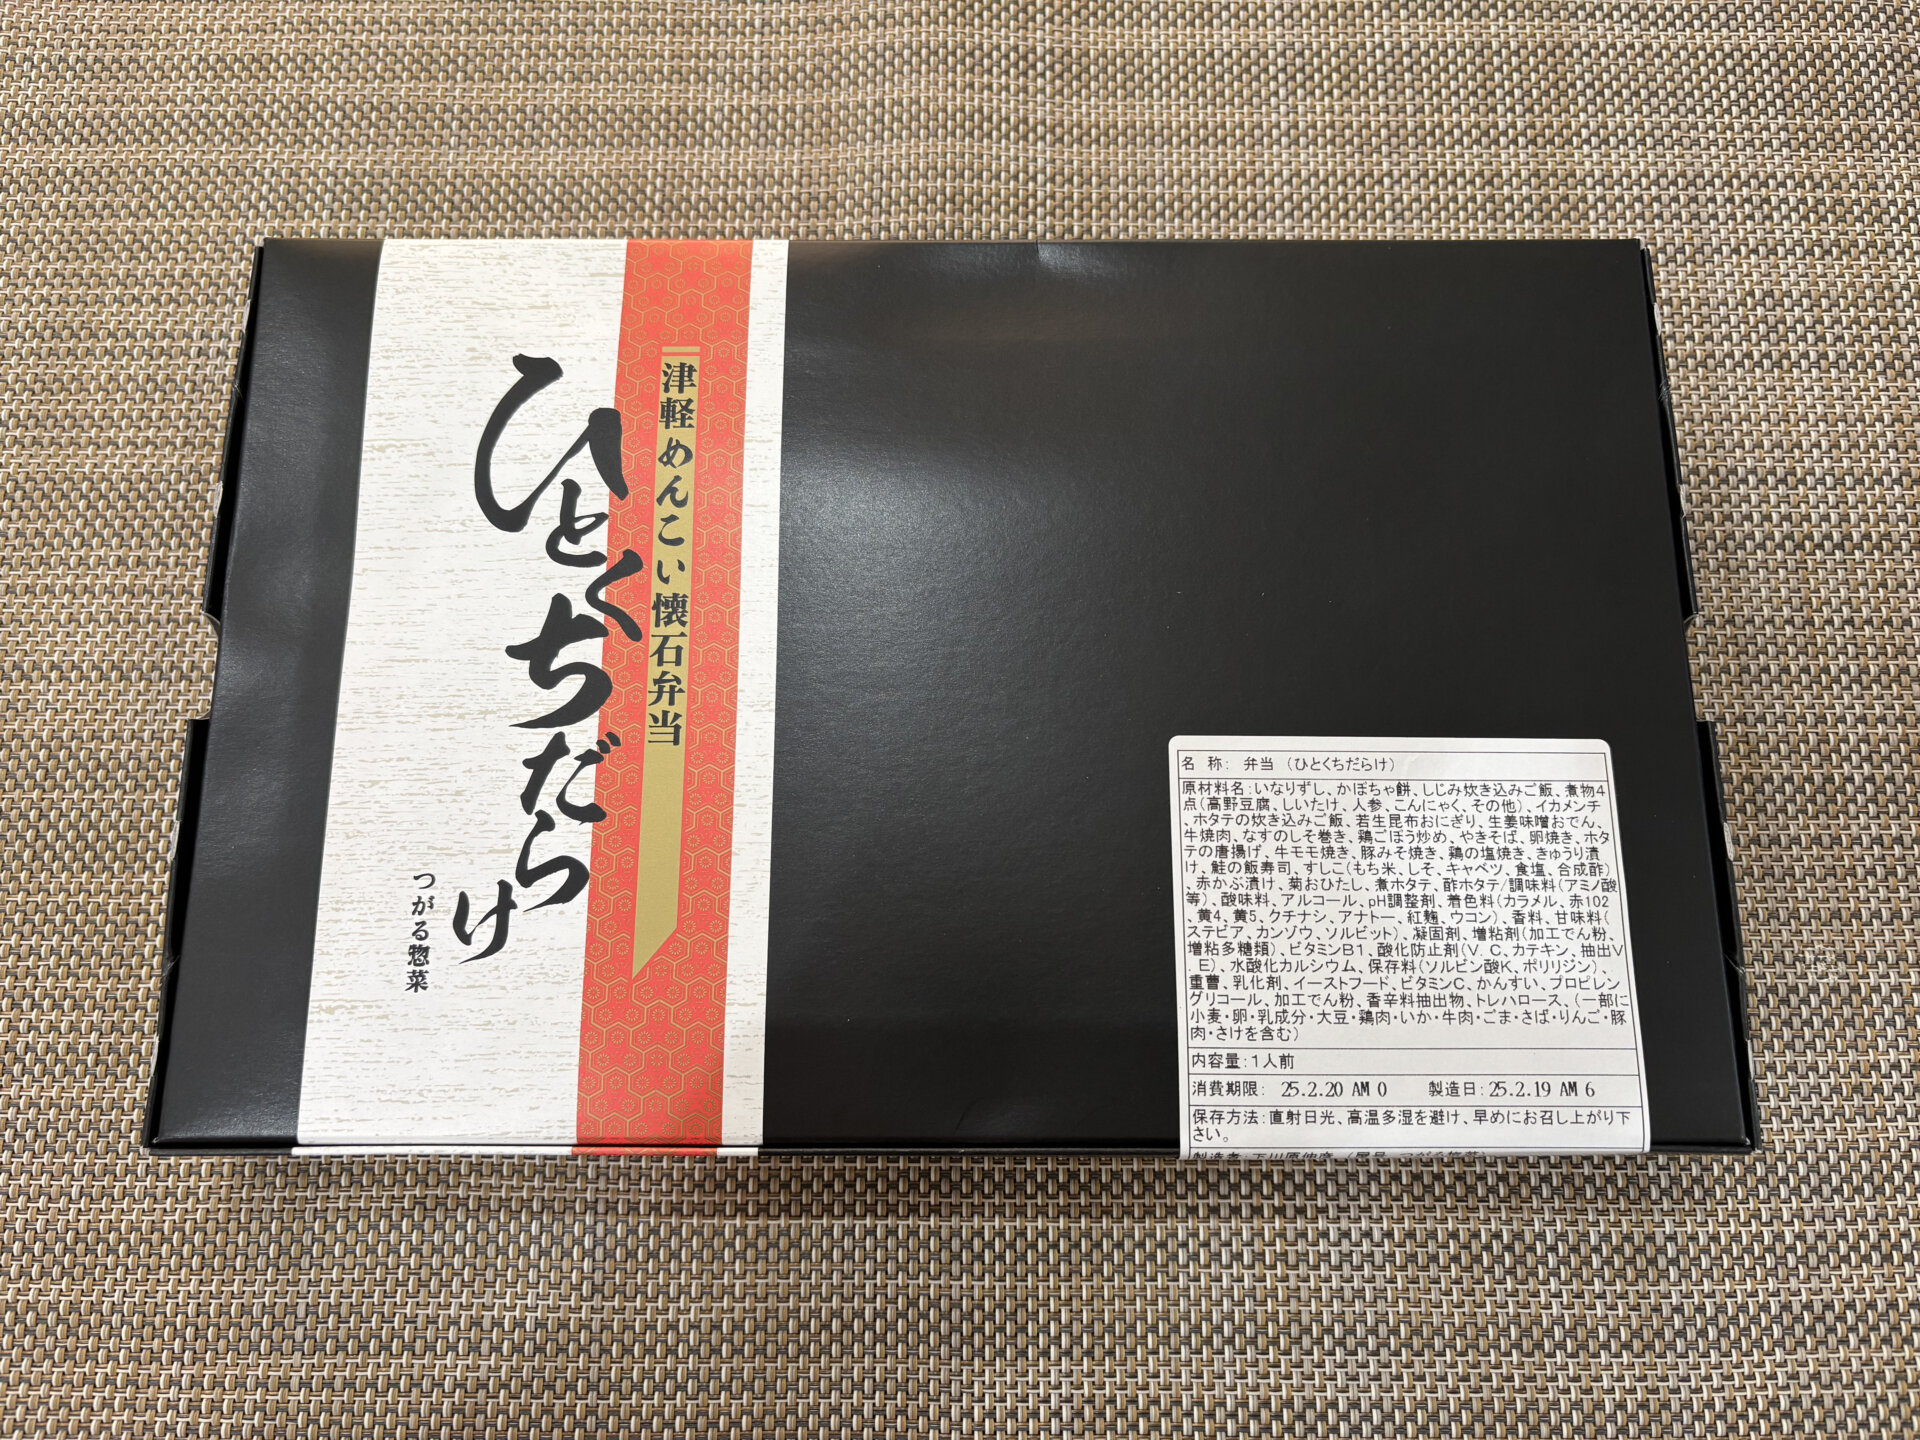 津軽めんこい懐石弁当
ひとくちだらけ
つがる惣菜
名 称: 弁当 (ひとくちだらけ)
原材料名:いなりずし、かぼちゃ餅、しじみ炊き込みご飯、煮物4
点(高野豆腐、しいたけ、人参、こんにゃく、その他)、イカメンチ
、ホタテの炊き込みご飯、若生昆布おにぎり、生姜味噌おでん、
牛焼肉、なすのしそ巻き、鶏ごぼう炒め、やきそば、卵焼き、ホタ
テの唐揚げ、牛モモ焼き、豚みそ焼き、鶏の塩焼き、きゅうり漬
け、鮭の飯寿司、すしこ(もち米、しそ、キャベツ、食塩、合成酢)
、赤かぶ漬け、菊おひたし、煮ホタテ、酢ホタテ/調味料(アミノ酸
等)、酸味料、アルコール、pH調整剤、着色料(カラメル、赤102
、黄4、黄5、クチナシ、アナトー、紅麹、ウコン)、香料、甘味料(
ステビア、カンゾウ、ソルビット)、凝固剤、増粘剤(加工でん粉、
増粘多糖類)、ビタミンB1、酸化防止剤(V.C、カテキン、抽出V
.E)、水酸化カルシウム、保存料(ソルビン酸K、ポリリジン)、
重曹、乳化剤、イーストフード、ビタミンC、かんすい、プロピレン
グリコール、加工でん粉、香辛料抽出物、トレハロース、(一部に
小麦・卵・乳成分・大豆・鶏肉・いか・牛肉・ごま・さば・りんご・豚
肉・さけを含む)
内容量:1人前
消費期限: 25.2.20 AM 0 製造日:25.2.19 AM 6
保存方法:直射日光、高温多湿を避け、早めにお召し上がり下
さい。